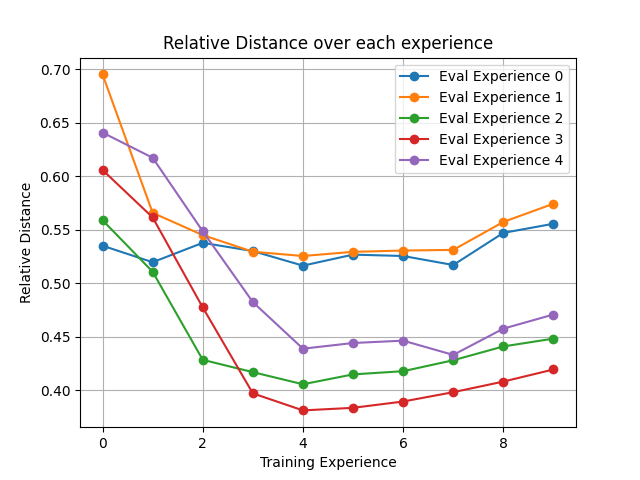 Relative Distance over each experience
Relative Distance
0.70
0.65
0.60
0.55
0.50
0.45
0.40
Eval Experience 0
Eval Experience 1
Eval Experience 2
Eval Experience 3
Eval Experience 4
0 2 4 6 8
Training Experience